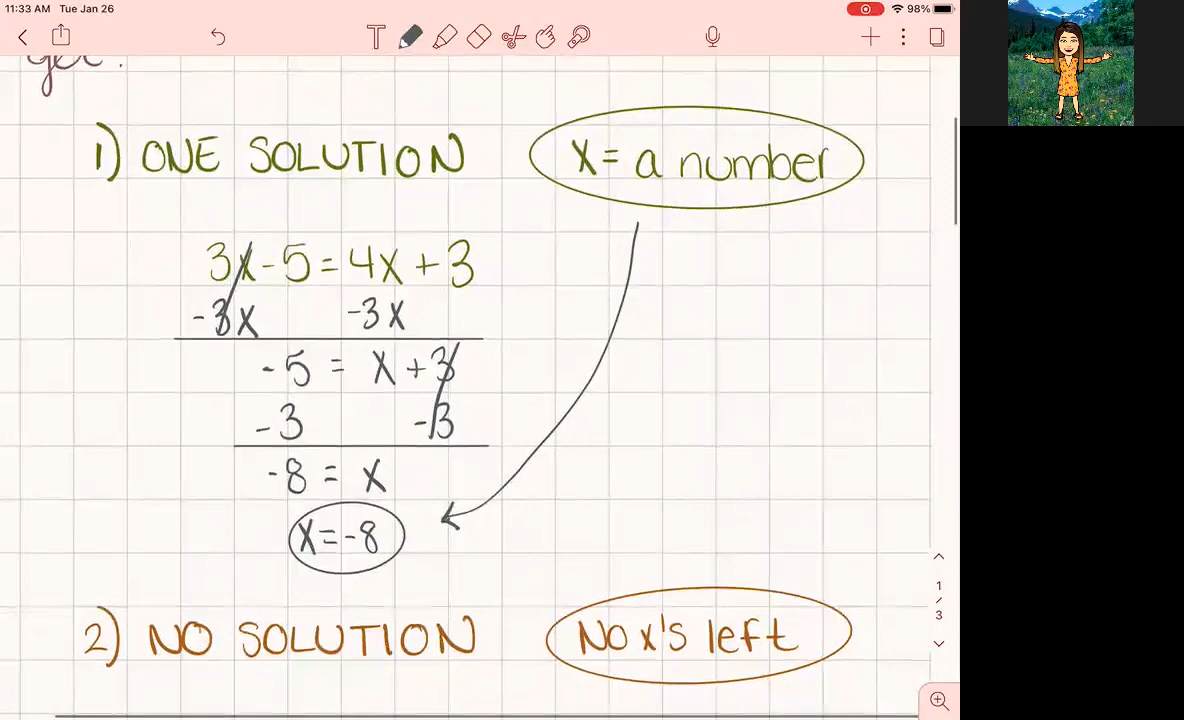 11:33 AM Tue Jan 26
98%
yet!
1) ONE SOLUTION
x = a number
3x - 5 = 4x + 3
-3x -3x
-5 = x + 3
-3 -3
-8 = x
x = -8
2) NO SOLUTION
No x's left
1
/
3